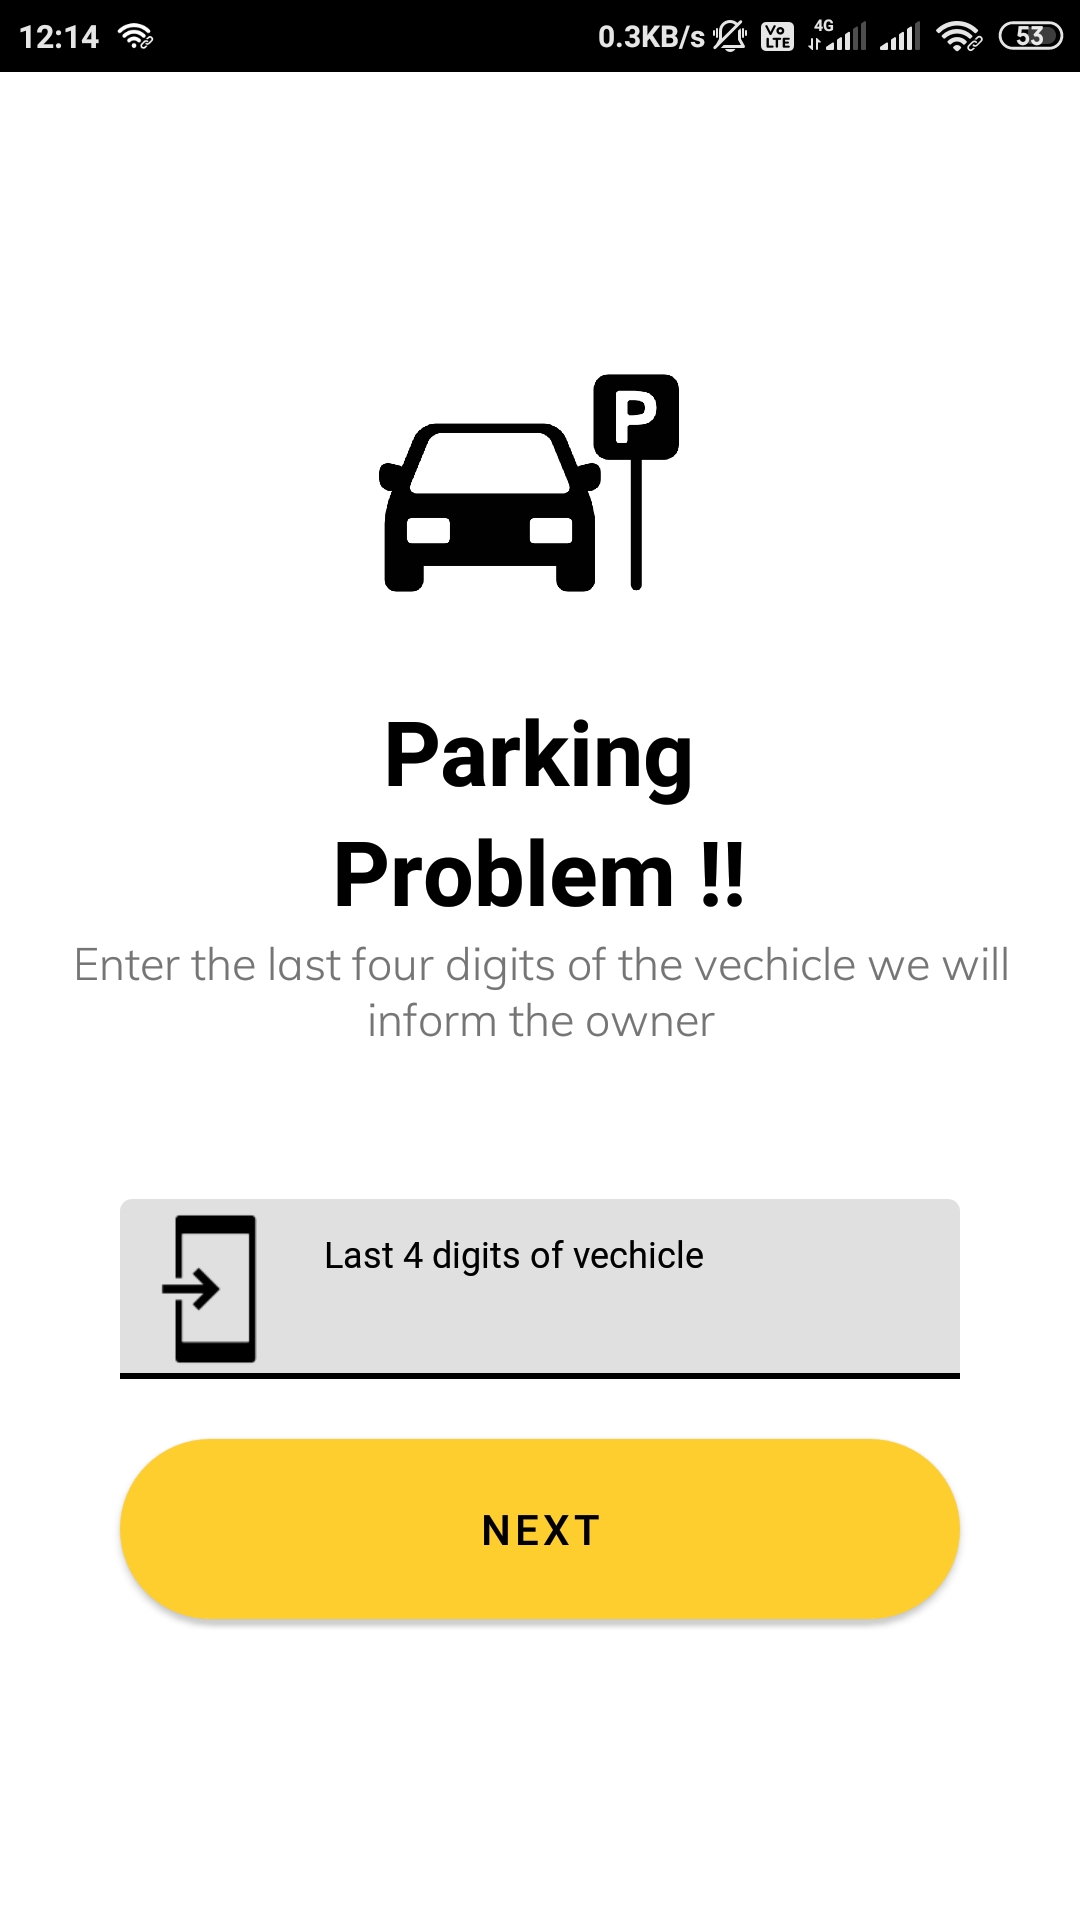 12:14 0.3KB/s Vo LTE 4G 53
P
Parking
Problem !!
Enter the last four digits of the vechicle we will
inform the owner
Last 4 digits of vechicle
NEXT